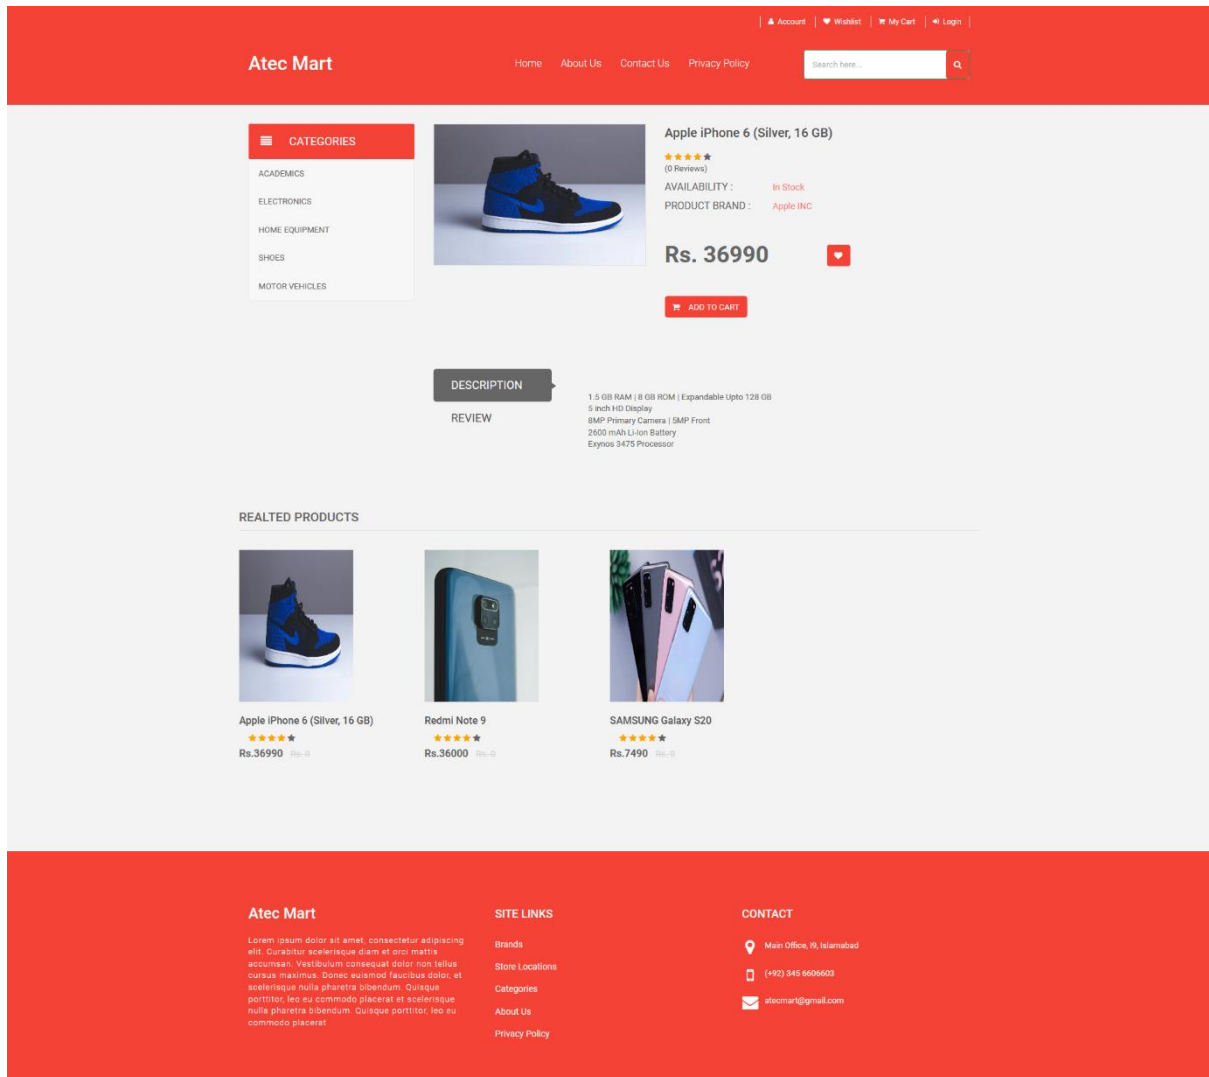 Account
Wishlist
My Cart
Login
Atec Mart
Home
About Us
Contact Us
Privacy Policy
Search here...
CATEGORIES
ACADEMICS
ELECTRONICS
HOME EQUIPMENT
SHOES
MOTOR VEHICLES
Apple iPhone 6 (Silver, 16 GB)
(0 Reviews)
AVAILABILITY : In Stock
PRODUCT BRAND : Apple INC
Rs. 36990
ADD TO CART
DESCRIPTION
REVIEW
1.5 GB RAM | 8 GB ROM | Expandable Upto 128 GB
5 inch HD Display
8MP Primary Camera | 5MP Front
2600 mAh Li-Ion Battery
Exynos 3475 Processor
REALTED PRODUCTS
Apple iPhone 6 (Silver, 16 GB)
Rs.36990 Rs. 0
Redmi Note 9
Rs.36000 Rs. 0
SAMSUNG Galaxy S20
Rs.7490 Rs. 0
Atec Mart
Lorem ipsum dolor sit amet, consectetur adipiscing
elit. Curabitur scelerisque diam et orci mattis
accumsan. Vestibulum consequat dolor non tellus
cursus maximus. Donec euismod faucibus dolor, et
scelerisque nulla pharetra bibendum. Quisque
porttitor, leo eu commodo placerat et scelerisque
nulla pharetra bibendum. Quisque porttitor, leo eu
commodo placerat
SITE LINKS
Brands
Store Locations
Categories
About Us
Privacy Policy
CONTACT
Main Office, I9, Islamabad
(+92) 345 6606603
atecmart@gmail.com